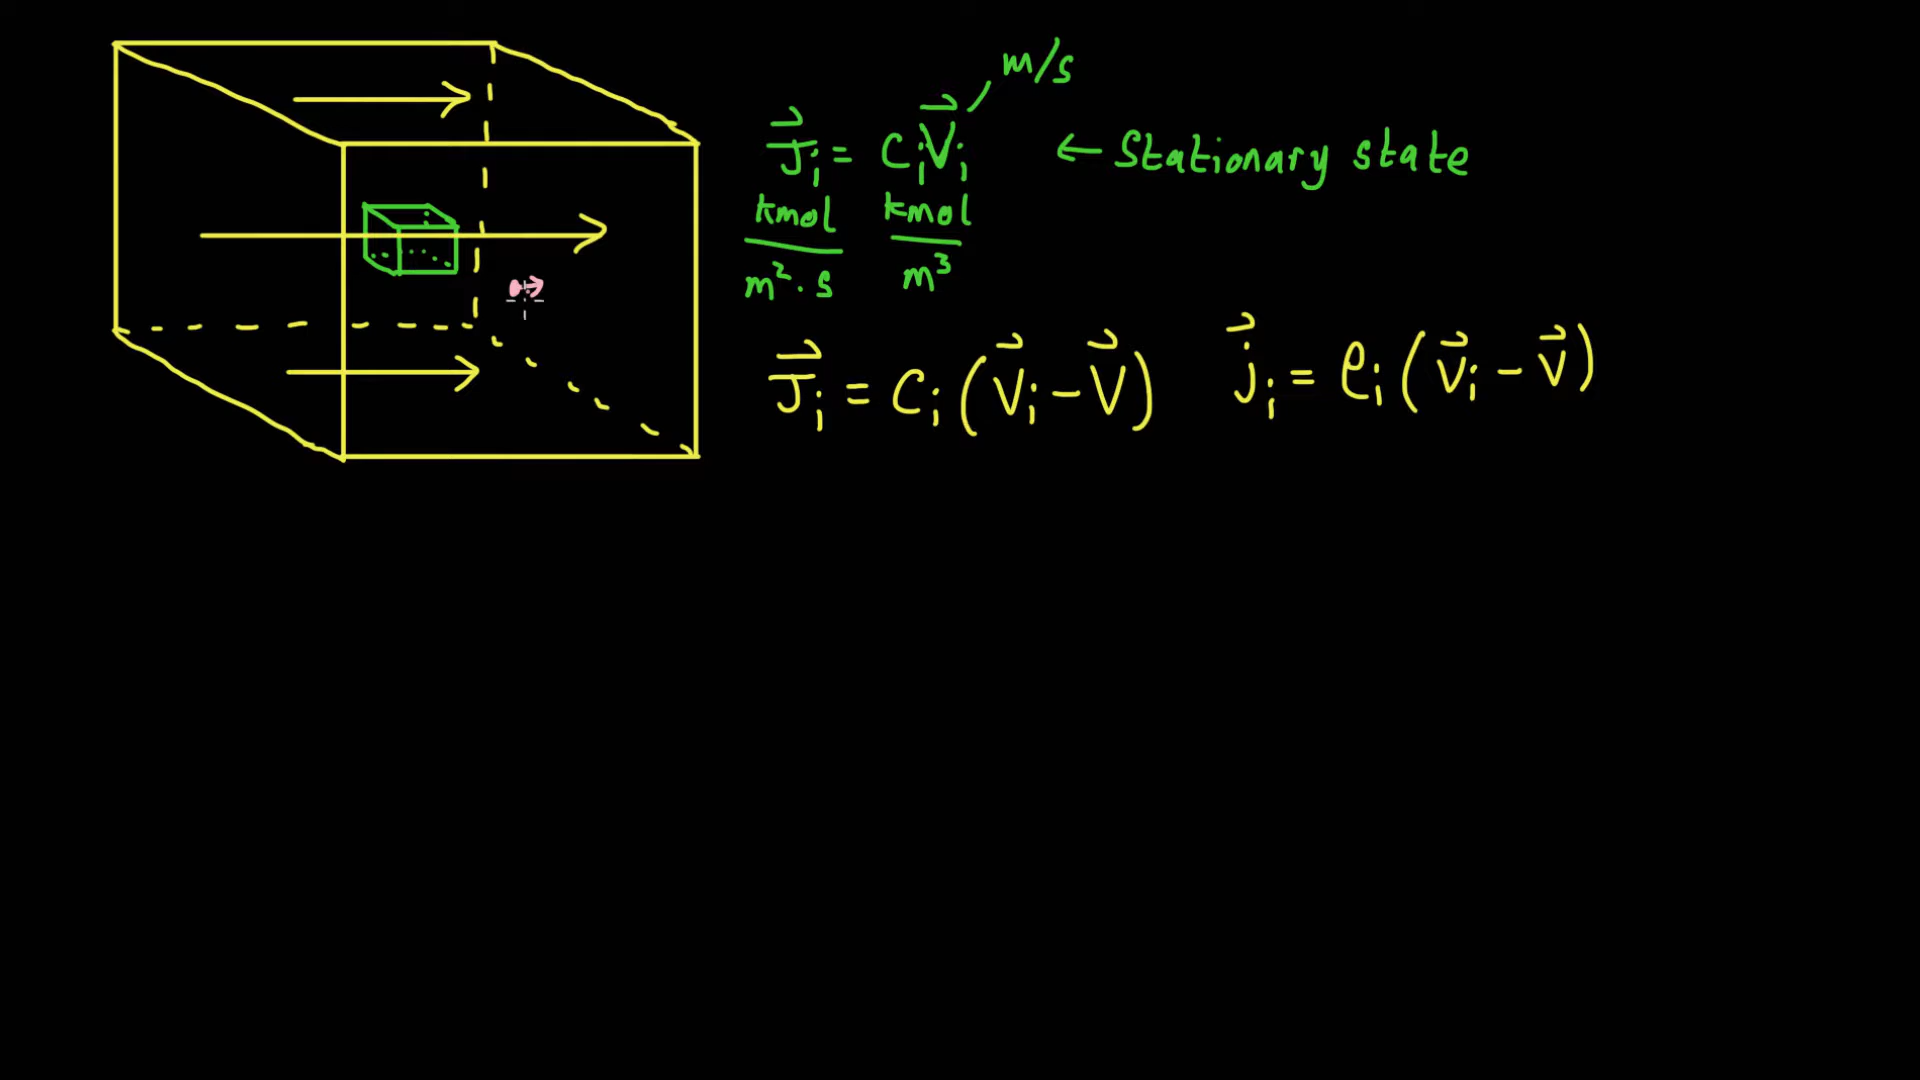 m/s
J⃗ᵢ = Cᵢ V⃗ᵢ ← Stationary state
kmol/m²·s kmol/m³
J⃗ᵢ = Cᵢ (V⃗ᵢ − V⃗) j⃗ᵢ = ρᵢ (v⃗ᵢ − v⃗)